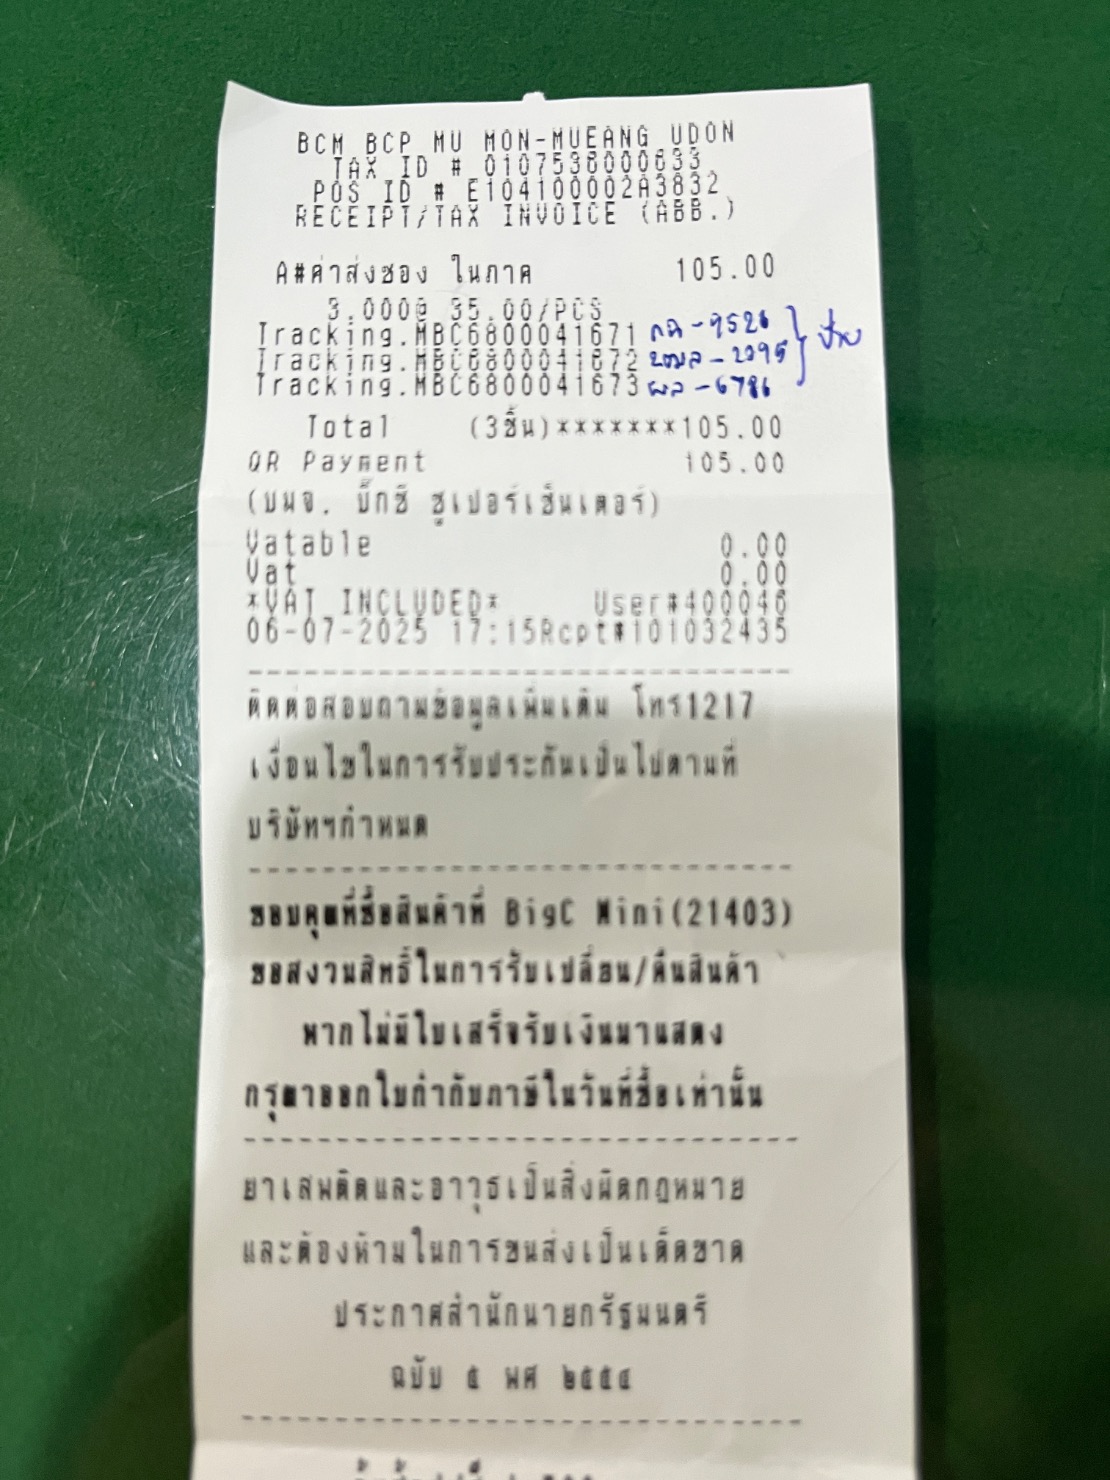 BCM BCP MU MON-MUEANG UDON
TAX ID # 0107536000633
POS ID # E104100002A3832
RECEIPT/TAX INVOICE (ABB.)
A#ค่าส่งซอง ในภาค 105.00
3.000@ 35.00/PCS
Tracking.MBC6800041671 กฉ-9526
Tracking.MBC6800041672 -2995
Tracking.MBC6800041673 ผล-6786
Total (3ชิ้น)*******105.00
QR Payment 105.00
(บมจ. บิ๊กซี ซูเปอร์เซ็นเตอร์)
Vatable 0.00
Vat 0.00
*VAT INCLUDED* User#400046
06-07-2025 17:15Rcpt#101032435
ติดต่อสอบถามข้อมูลเพิ่มเติม โทร1217
เงื่อนไขในการรับประกันเป็นไปตามที่
บริษัทฯกำหนด
ขอบคุณที่ซื้อสินค้าที่ BigC Mini(21403)
ขอสงวนสิทธิ์ในการรับเปลี่ยน/คืนสินค้า
หากไม่มีใบเสร็จรับเงินมาแสดง
กรุณาออกใบกำกับภาษีในวันที่ซื้อเท่านั้น
ยาเสพติดและอาวุธเป็นสิ่งผิดกฎหมาย
และต้องห้ามในการขนส่งเป็นเด็ดขาด
ประกาศสำนักนายกรัฐมนตรี
ฉบับ ๕ พศ ๒๕๕๔